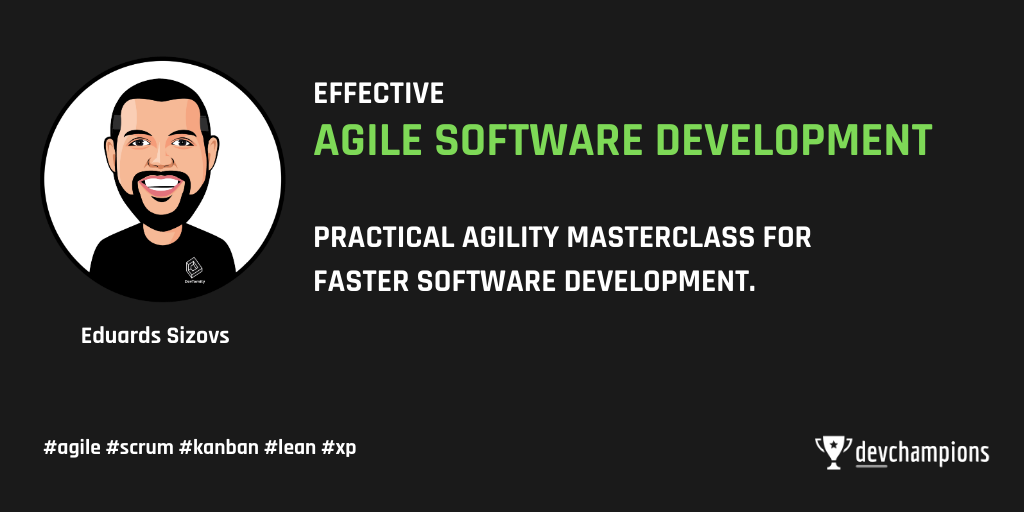 EFFECTIVE
AGILE SOFTWARE DEVELOPMENT
PRACTICAL AGILITY MASTERCLASS FOR
FASTER SOFTWARE DEVELOPMENT.
Eduards Sizovs
#agile #scrum #kanban #lean #xp
devchampions